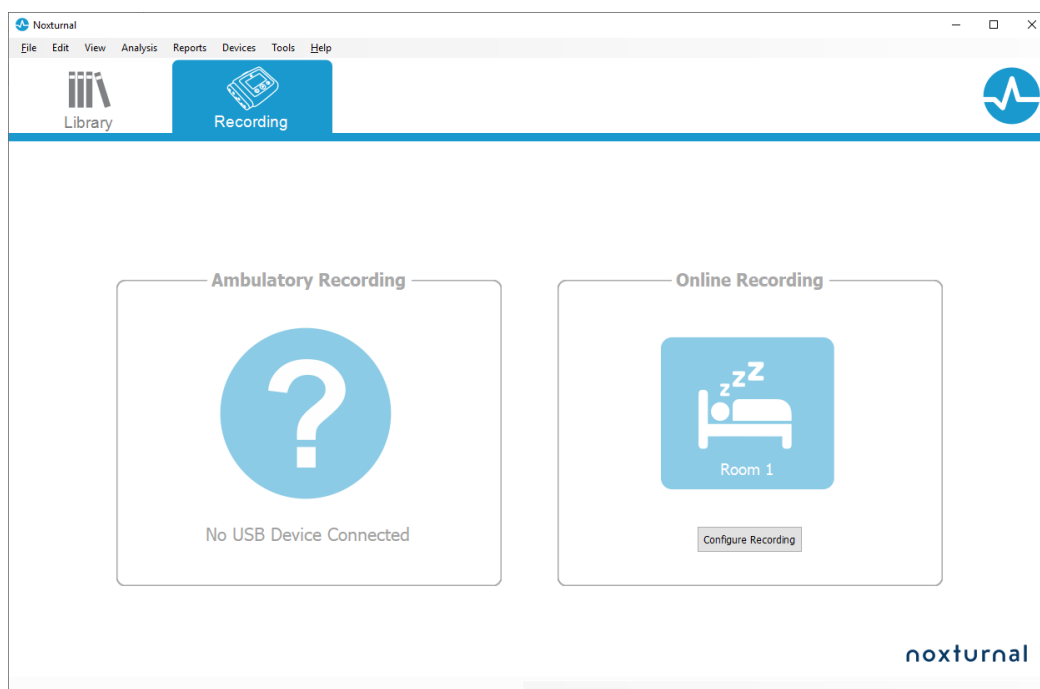 Noxturnal
File Edit View Analysis Reports Devices Tools Help
Library
Recording
Ambulatory Recording
?
No USB Device Connected
Online Recording
zzZ
Room 1
Configure Recording
noxturnal